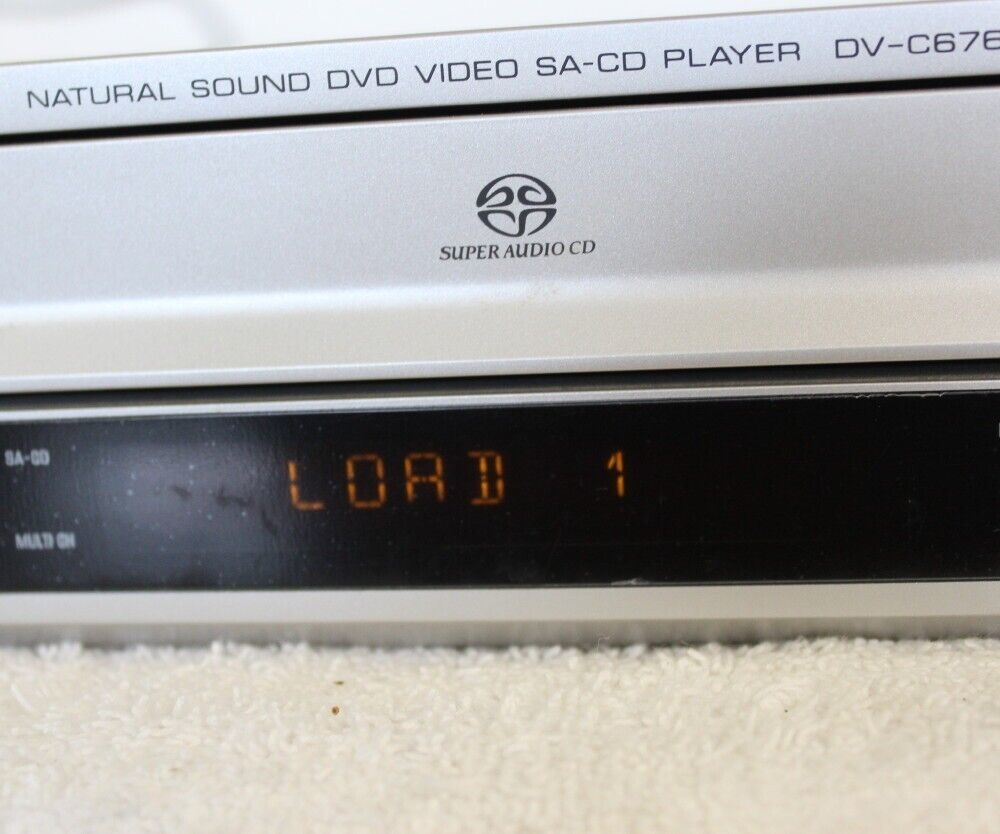 NATURAL SOUND DVD VIDEO SA-CD PLAYER DV-C676
SUPER AUDIO CD
SA-CD
LOAD 1
MULTI CH